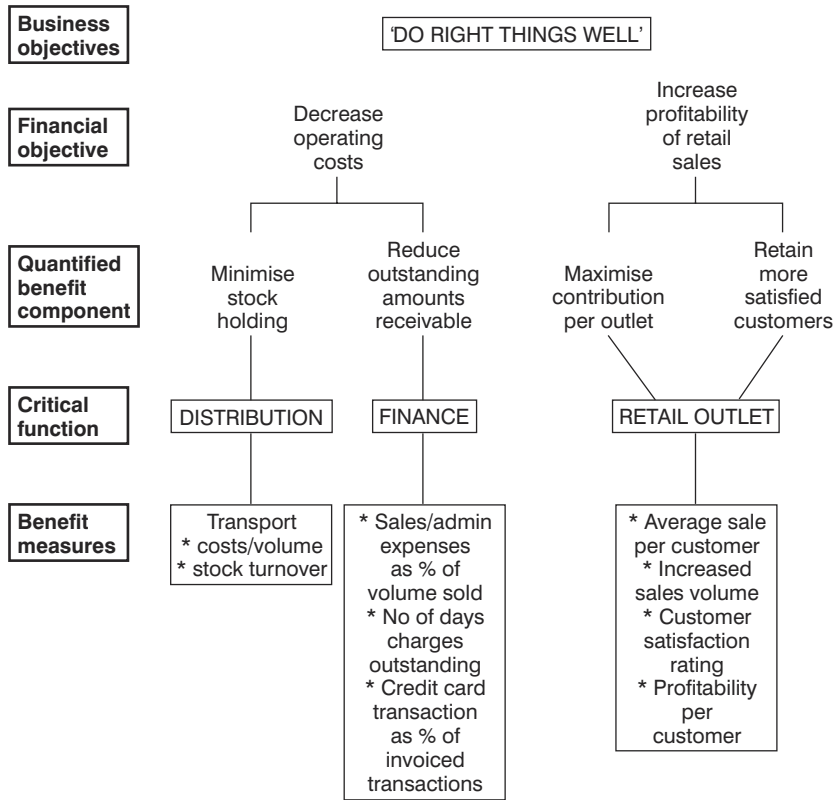 Business
objectives
'DO RIGHT THINGS WELL'
Financial
objective
Decrease
operating
costs
Increase
profitability
of retail
sales
Quantified
benefit
component
Minimise
stock
holding
Reduce
outstanding
amounts
receivable
Maximise
contribution
per outlet
Retain
more
satisfied
customers
Critical
function
DISTRIBUTION
FINANCE
RETAIL OUTLET
Benefit
measures
Transport
* costs/volume
* stock turnover
* Sales/admin
expenses
as % of
volume sold
* No of days
charges
outstanding
* Credit card
transaction
as % of
invoiced
transactions
* Average sale
per customer
* Increased
sales volume
* Customer
satisfaction
rating
* Profitability
per
customer